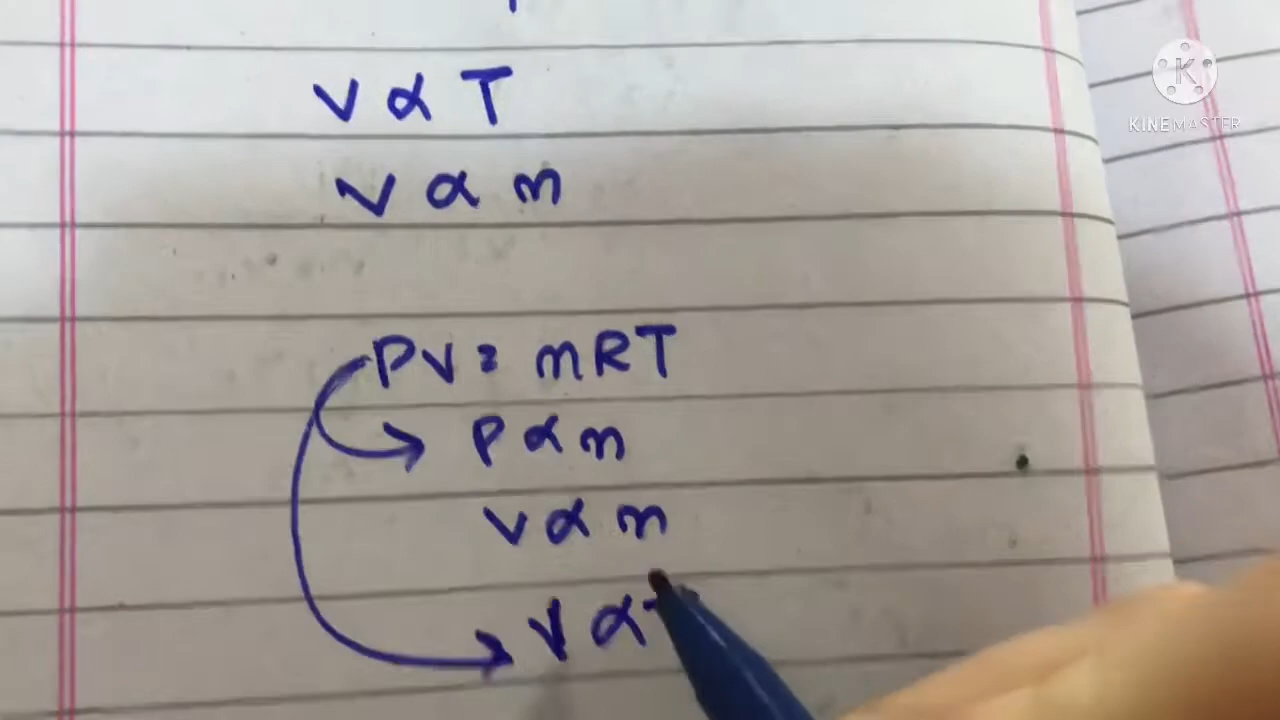 V ∝ T
V ∝ n
PV = nRT
P ∝ n
V ∝ n
V ∝
K
KINEMASTER